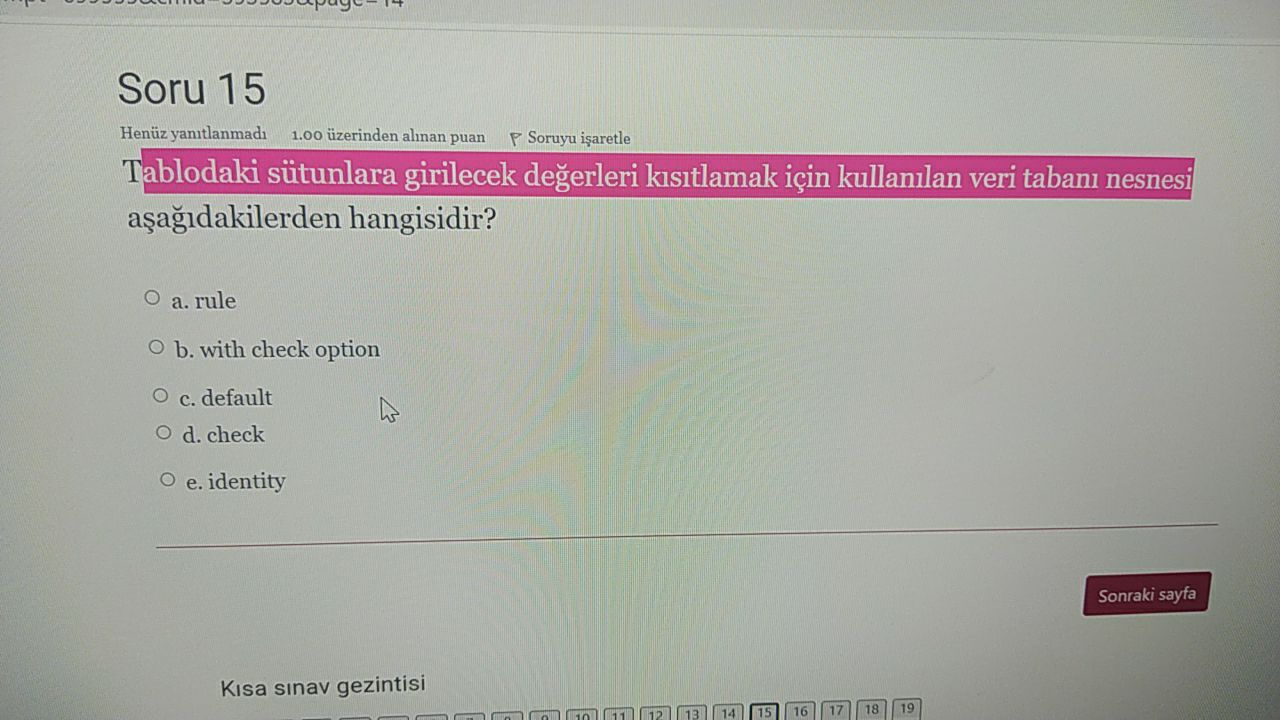 Soru 15
Henüz yanıtlanmadı 1.00 üzerinden alınan puan Soruyu işaretle
Tablodaki sütunlara girilecek değerleri kısıtlamak için kullanılan veri tabanı nesnesi
aşağıdakilerden hangisidir?
a. rule
b. with check option
c. default
d. check
e. identity
Sonraki sayfa
Kısa sınav gezintisi
10 11 12 13 14 15 16 17 18 19